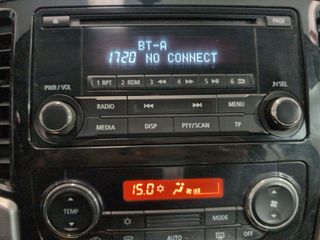 PAGE
BT-A
1720 NO CONNECT
1 RPT 2 RDM 3 ◂◂ 4 ▸▸ 5 6
PWR / VOL
♪/SEL
RADIO MENU
MEDIA DISP PTY/SCAN TP
15.0
TEMP
MODE
AUTO
OFF